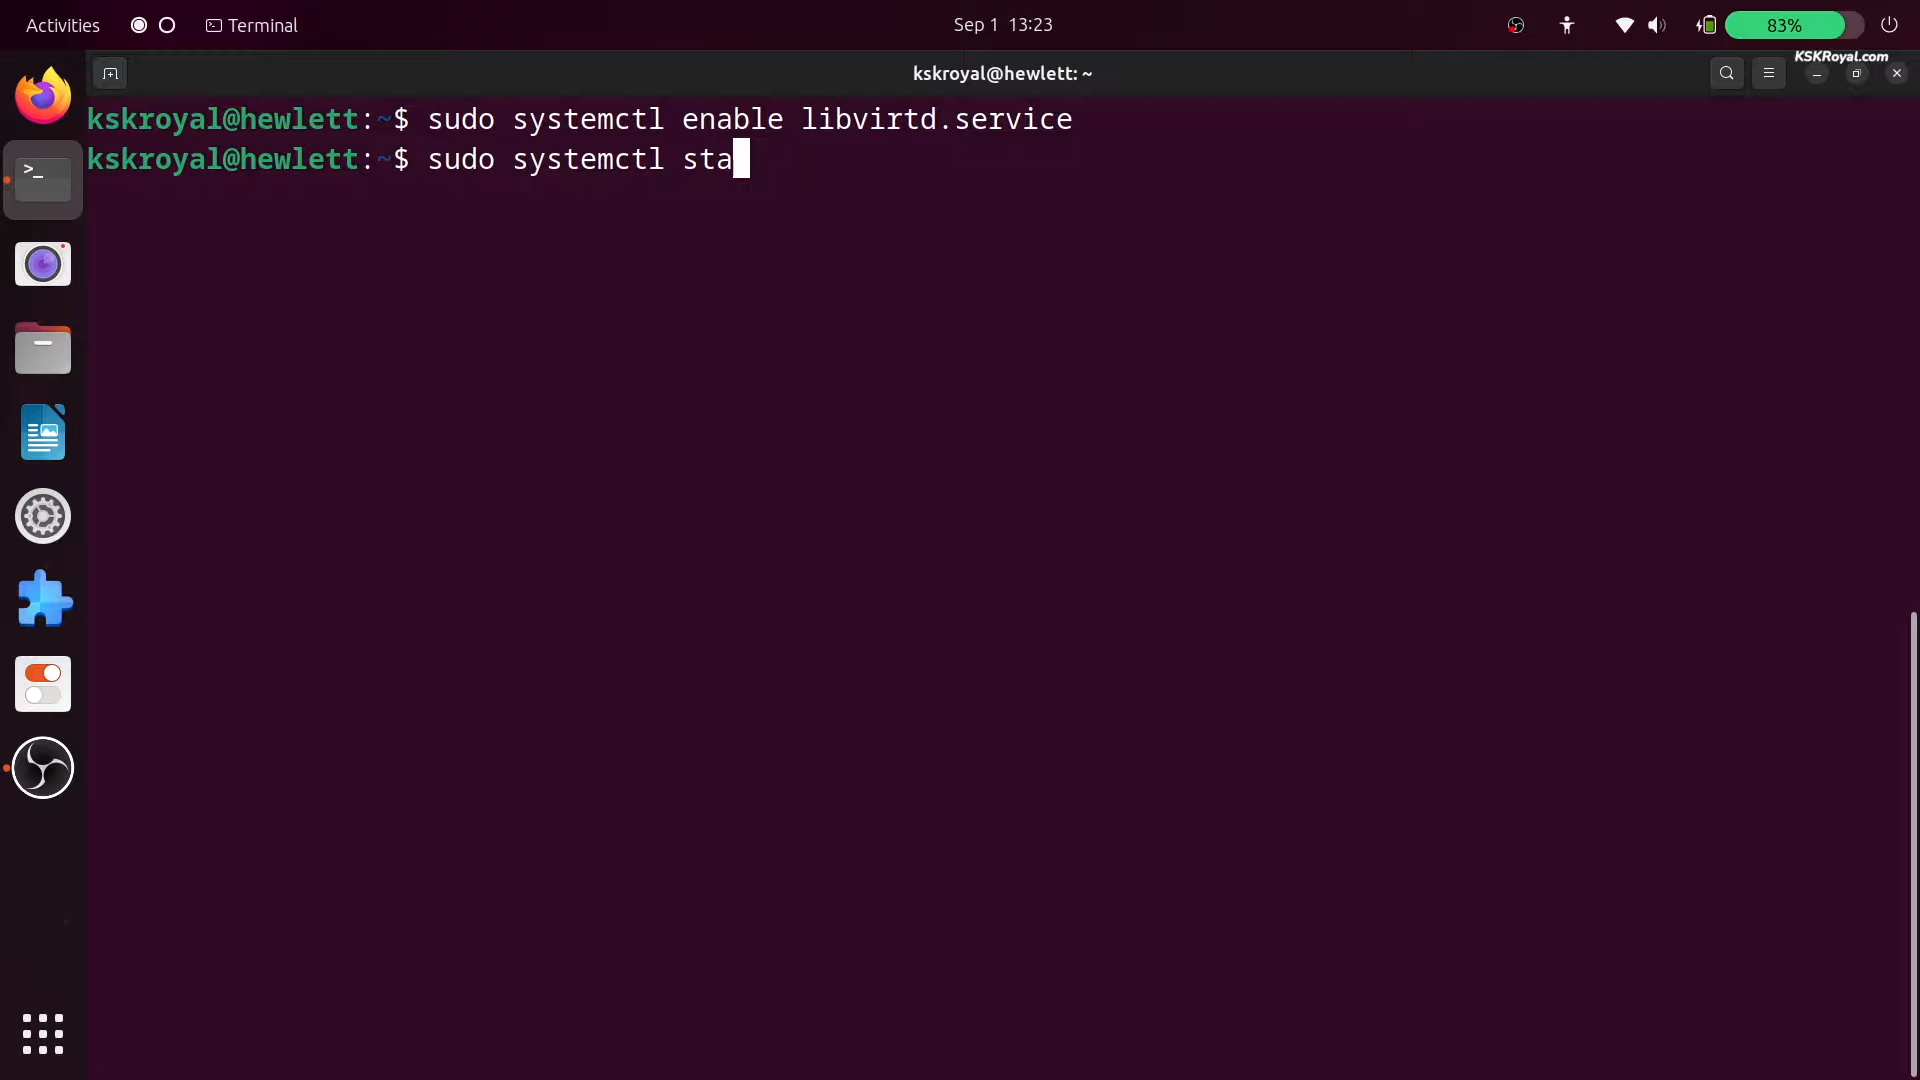 Activities
Terminal
Sep 1 13:23
83%
KSKRoyal.com
kskroyal@hewlett: ~
kskroyal@hewlett:~$ sudo systemctl enable libvirtd.service
kskroyal@hewlett:~$ sudo systemctl sta
>_